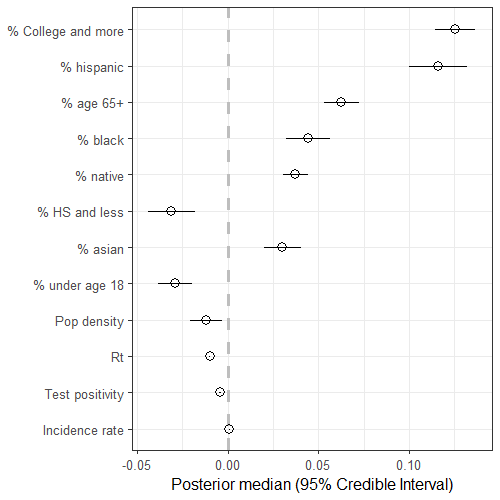 % College and more
% hispanic
% age 65+
% black
% native
% HS and less
% asian
% under age 18
Pop density
Rt
Test positivity
Incidence rate
-0.05 0.00 0.05 0.10
Posterior median (95% Credible Interval)